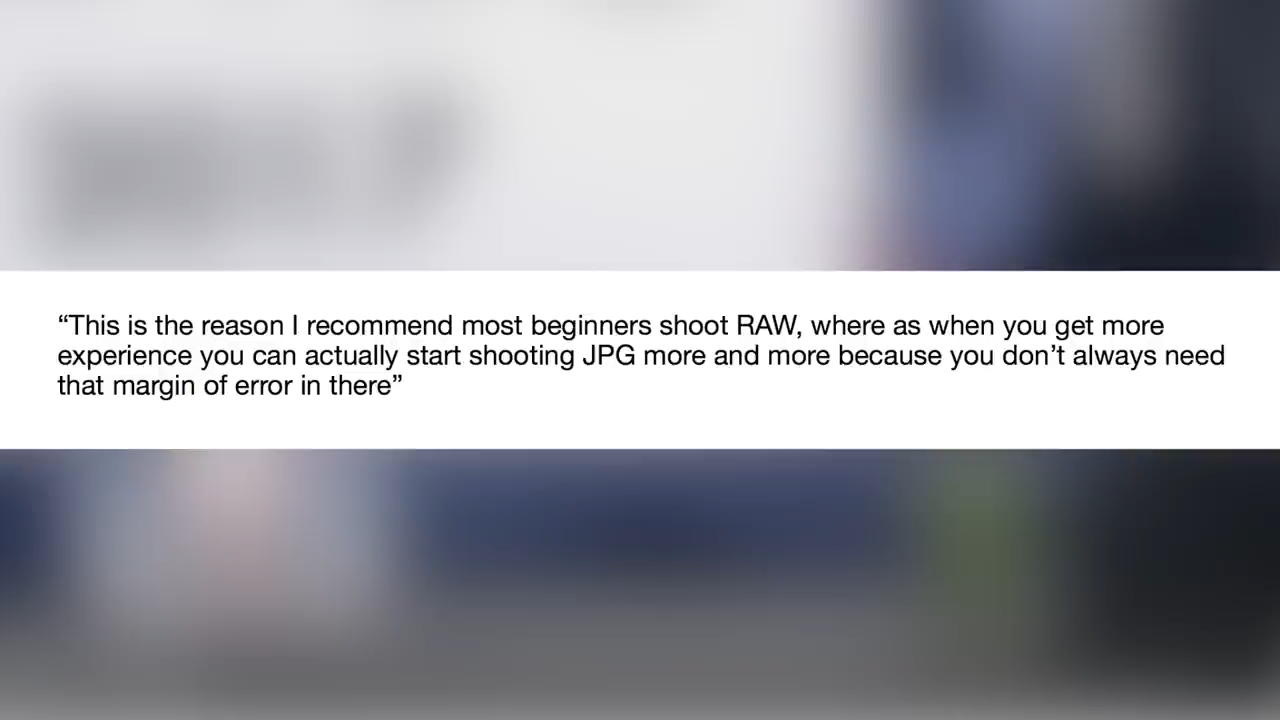 “This is the reason I recommend most beginners shoot RAW, where as when you get more
experience you can actually start shooting JPG more and more because you don’t always need
that margin of error in there”